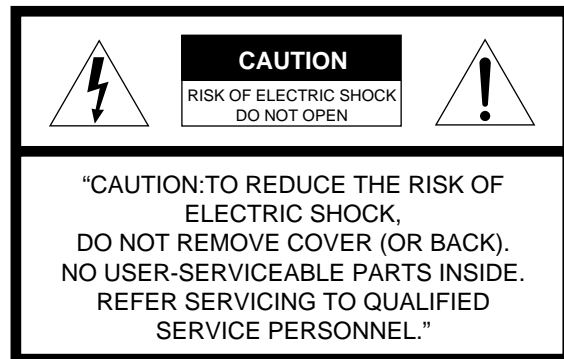 CAUTION
RISK OF ELECTRIC SHOCK
DO NOT OPEN
“CAUTION:TO REDUCE THE RISK OF
ELECTRIC SHOCK,
DO NOT REMOVE COVER (OR BACK).
NO USER-SERVICEABLE PARTS INSIDE.
REFER SERVICING TO QUALIFIED
SERVICE PERSONNEL.”